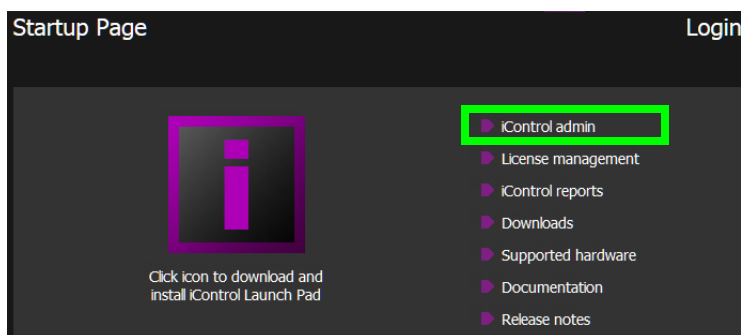 Startup Page
Login
iControl admin
License management
iControl reports
Downloads
Supported hardware
Documentation
Release notes
Click icon to download and
install iControl Launch Pad